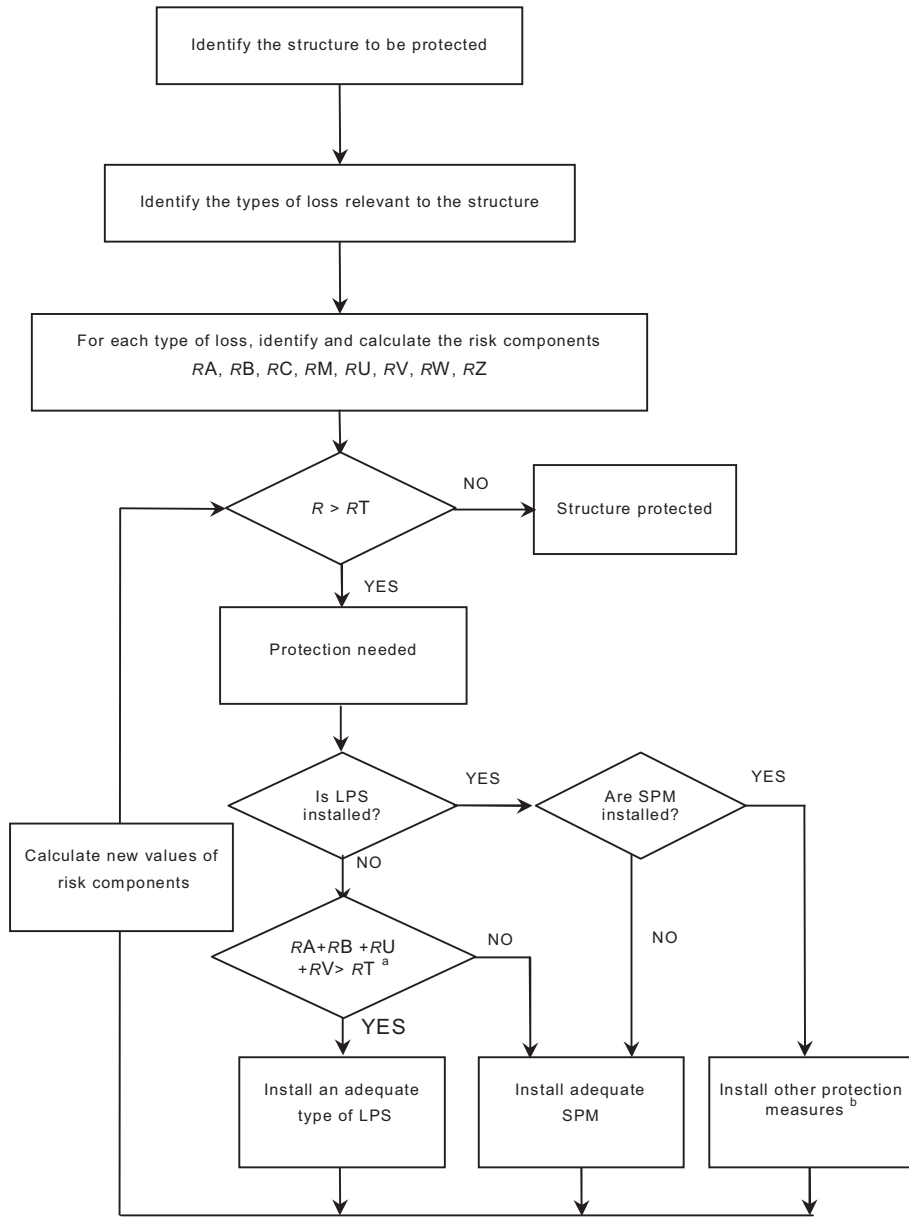 Identify the structure to be protected
Identify the types of loss relevant to the structure
For each type of loss, identify and calculate the risk components
RA, RB, RC, RM, RU, RV, RW, RZ
R > RT
NO
Structure protected
YES
Protection needed
Is LPS
installed?
YES
Are SPM
installed?
YES
Calculate new values of
risk components
NO
RA+RB +RU
+RV> RT a
NO
NO
YES
Install an adequate
type of LPS
Install adequate
SPM
Install other protection
measures b